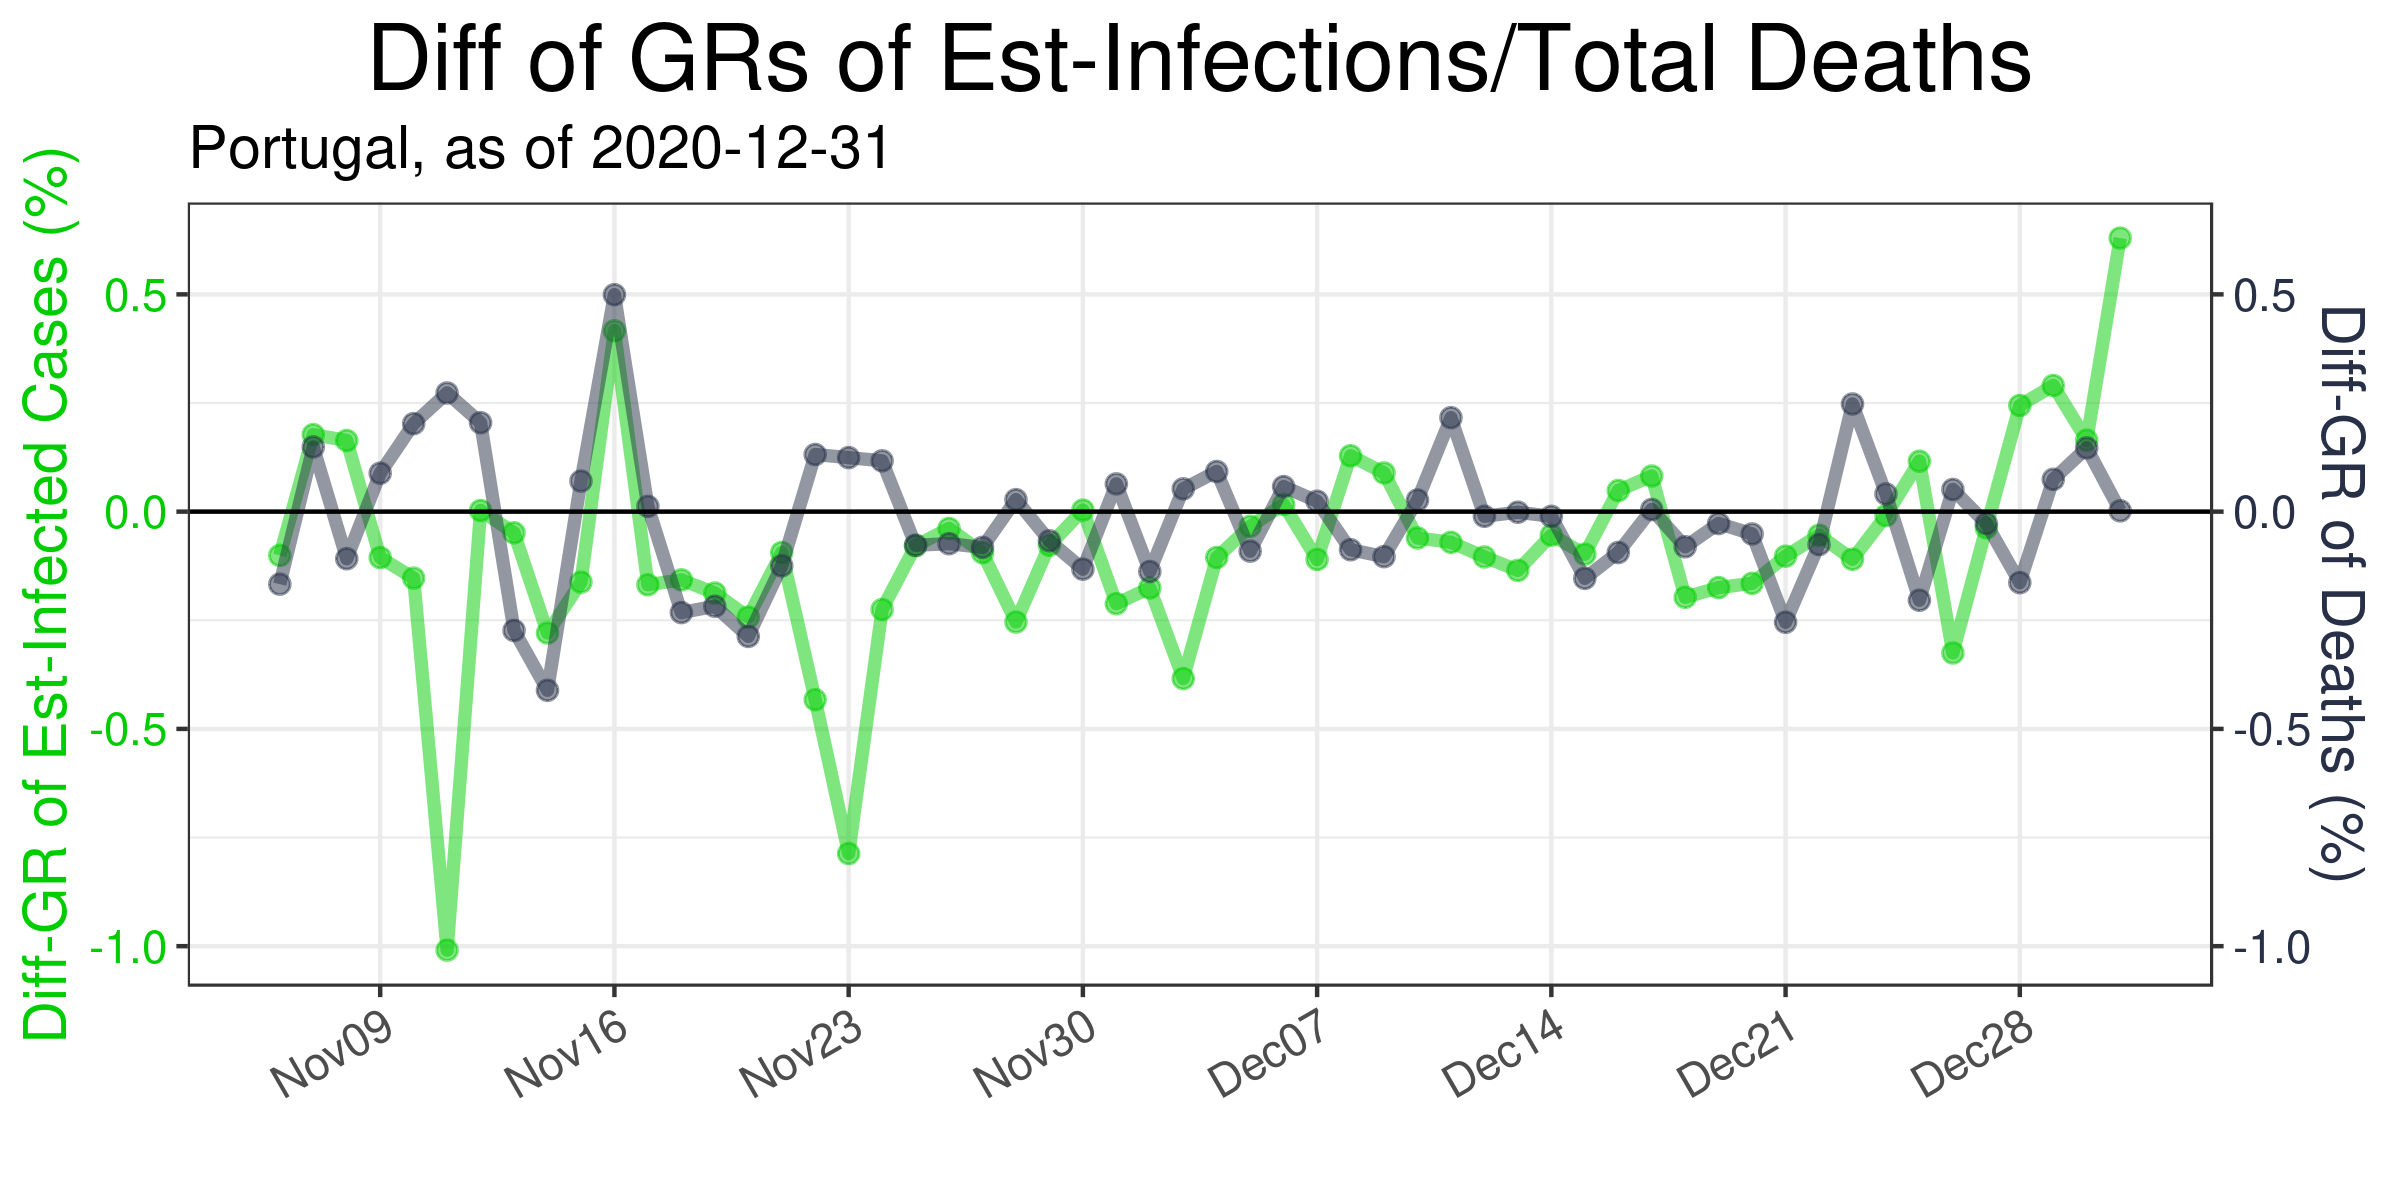 Diff of GRs of Est-Infections/Total Deaths
Portugal, as of 2020-12-31
Diff-GR of Est-Infected Cases (%)
0.5
0.0
-0.5
-1.0
0.5
0.0
-0.5
-1.0
Diff-GR of Deaths (%)
Nov09
Nov16
Nov23
Nov30
Dec07
Dec14
Dec21
Dec28